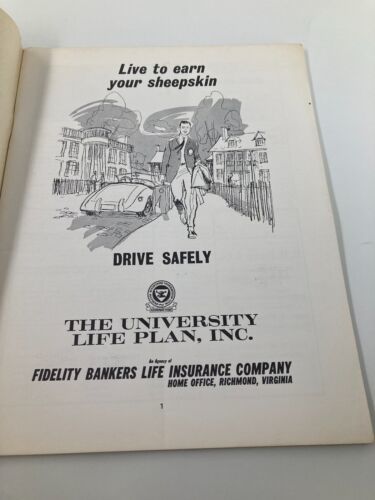 Live to earn
your sheepskin
DRIVE SAFELY
THE UNIVERSITY
LIFE PLAN, INC.
An Agency of
FIDELITY BANKERS LIFE INSURANCE COMPANY
HOME OFFICE, RICHMOND, VIRGINIA
1